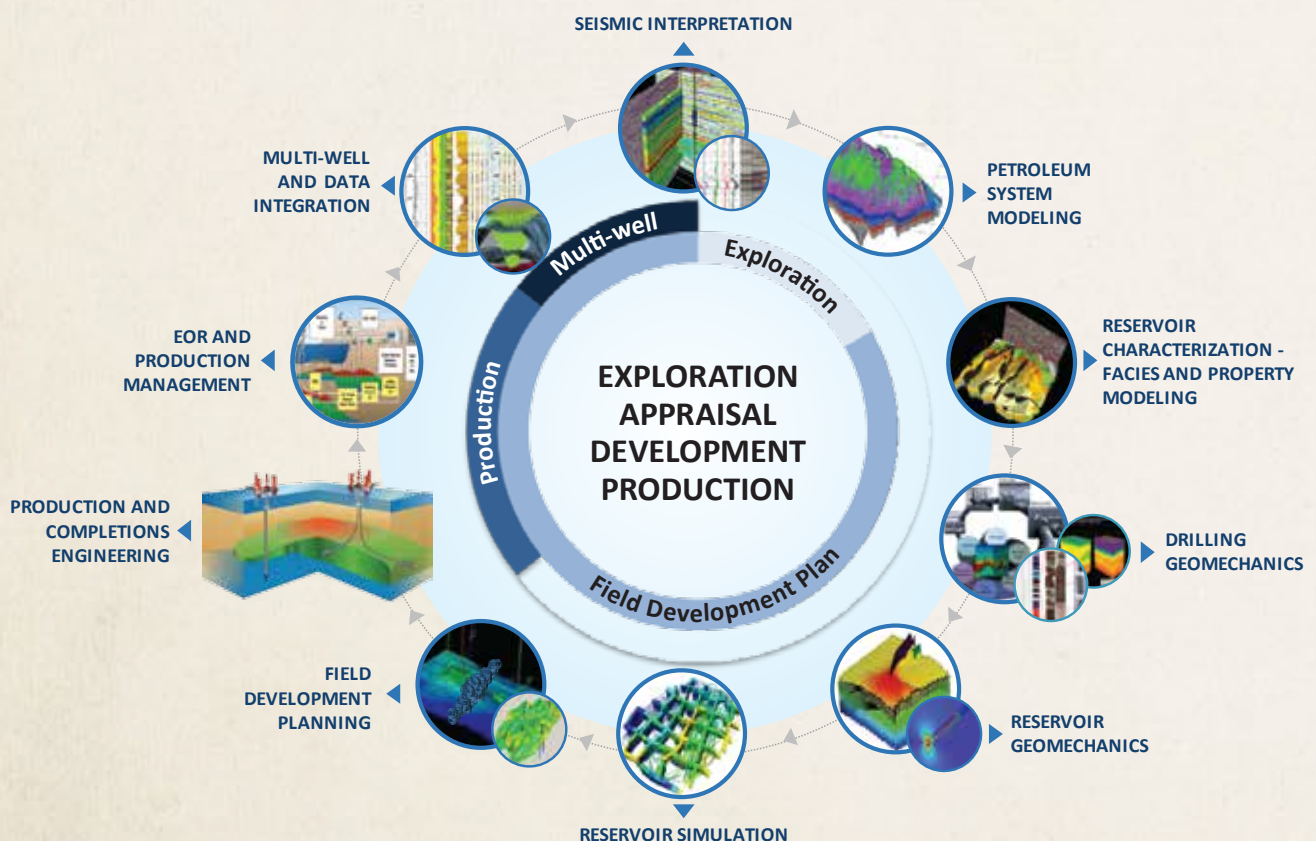 SEISMIC INTERPRETATION
PETROLEUM
SYSTEM
MODELING
RESERVOIR
CHARACTERIZATION -
FACIES AND PROPERTY
MODELING
DRILLING
GEOMECHANICS
RESERVOIR
GEOMECHANICS
RESERVOIR SIMULATION
FIELD
DEVELOPMENT
PLANNING
PRODUCTION AND
COMPLETIONS
ENGINEERING
EOR AND
PRODUCTION
MANAGEMENT
MULTI-WELL
AND DATA
INTEGRATION
Multi-well
Exploration
Production
Field Development Plan
EXPLORATION
APPRAISAL
DEVELOPMENT
PRODUCTION